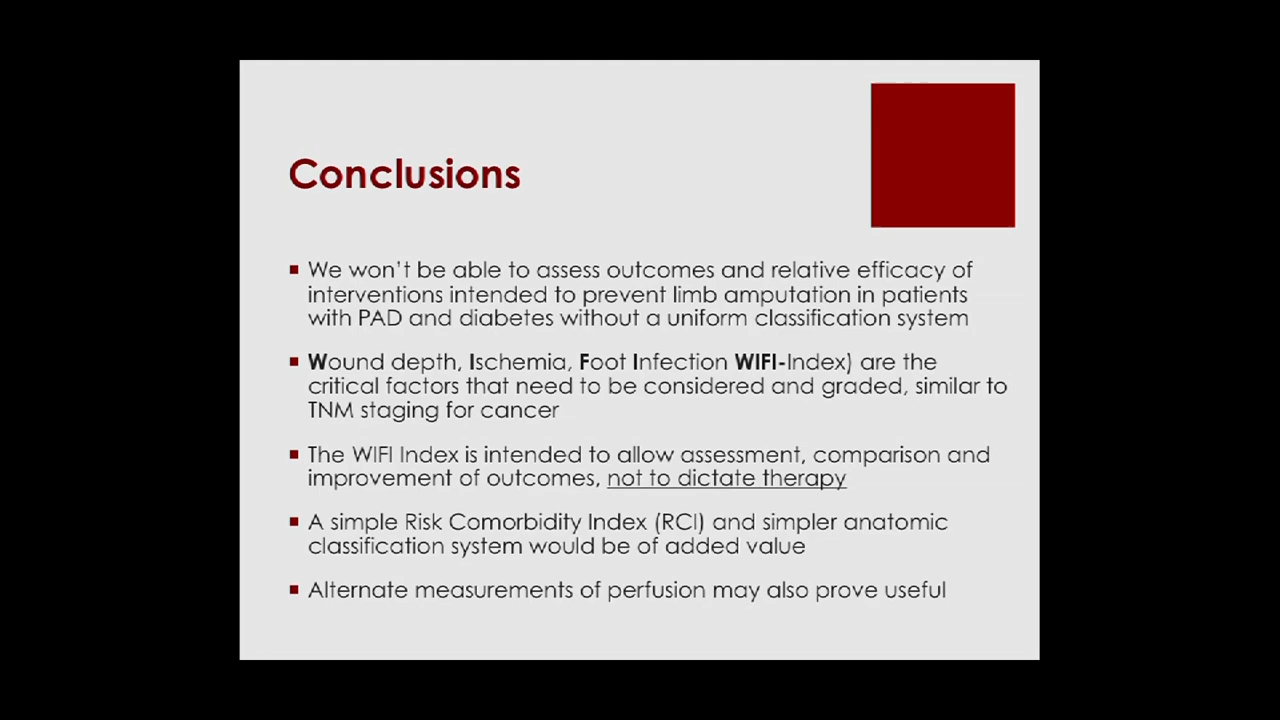 Conclusions
We won't be able to assess outcomes and relative efficacy of
interventions intended to prevent limb amputation in patients
with PAD and diabetes without a uniform classification system
Wound depth, Ischemia, Foot Infection WIFI-Index) are the
critical factors that need to be considered and graded, similar to
TNM staging for cancer
The WIFI Index is intended to allow assessment, comparison and
improvement of outcomes, not to dictate therapy
A simple Risk Comorbidity Index (RCI) and simpler anatomic
classification system would be of added value
Alternate measurements of perfusion may also prove useful